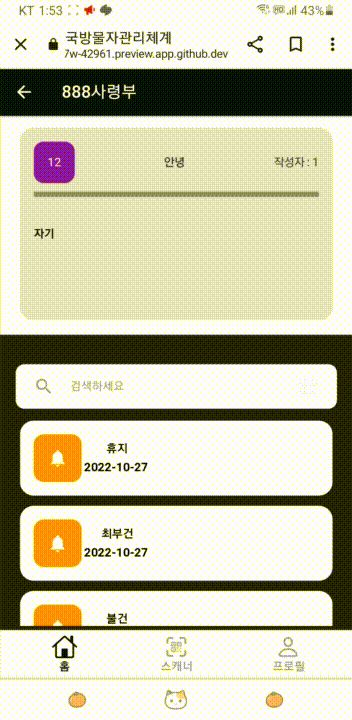 KT 1:53 43%
국방물자관리체계
7w-42961.preview.app.github.dev
888사령부
12 안녕 작성자 : 1
자기
검색하세요
휴지
2022-10-27
최부건
2022-10-27
불건
홈 스캐너 프로필